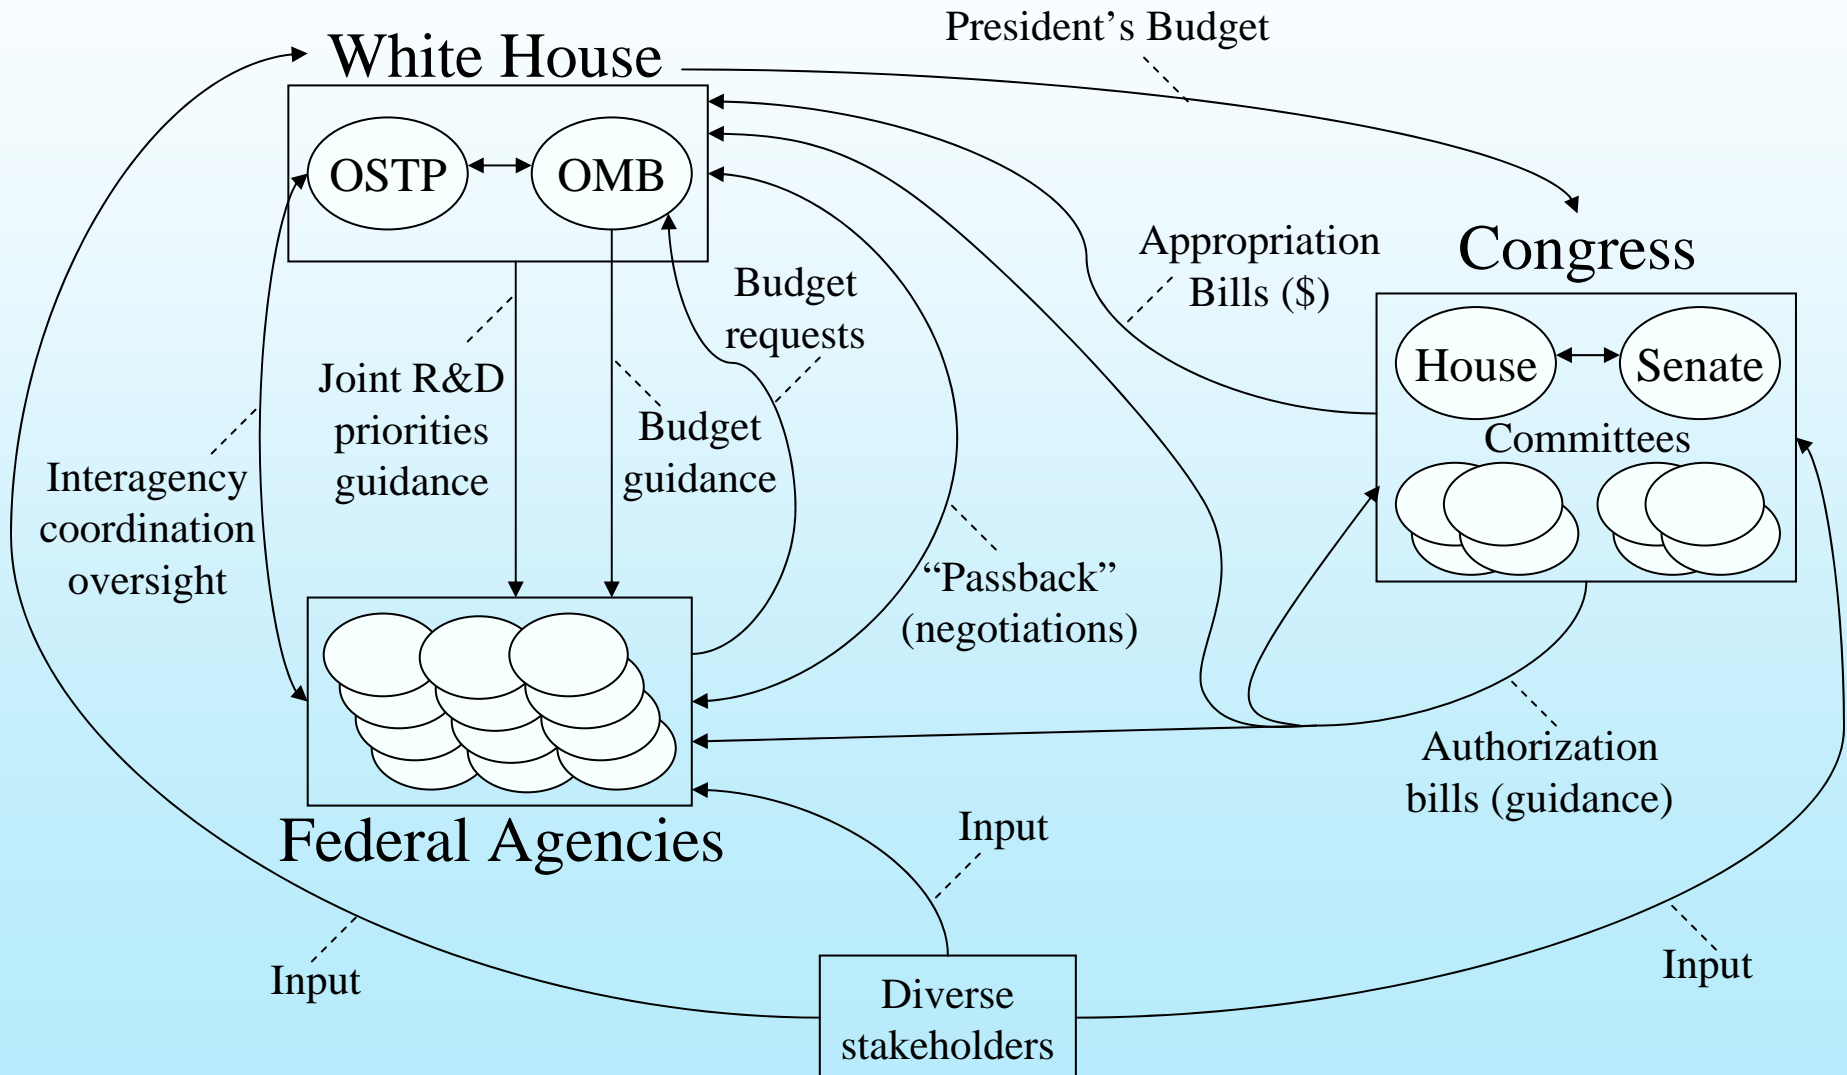 President’s Budget
White House
OSTP
OMB
Appropriation
Bills ($)
Congress
Budget
requests
House
Senate
Joint R&D
priorities
guidance
Budget
guidance
Committees
Interagency
coordination
oversight
“Passback”
(negotiations)
Authorization
bills (guidance)
Federal Agencies
Input
Input
Input
Diverse
stakeholders